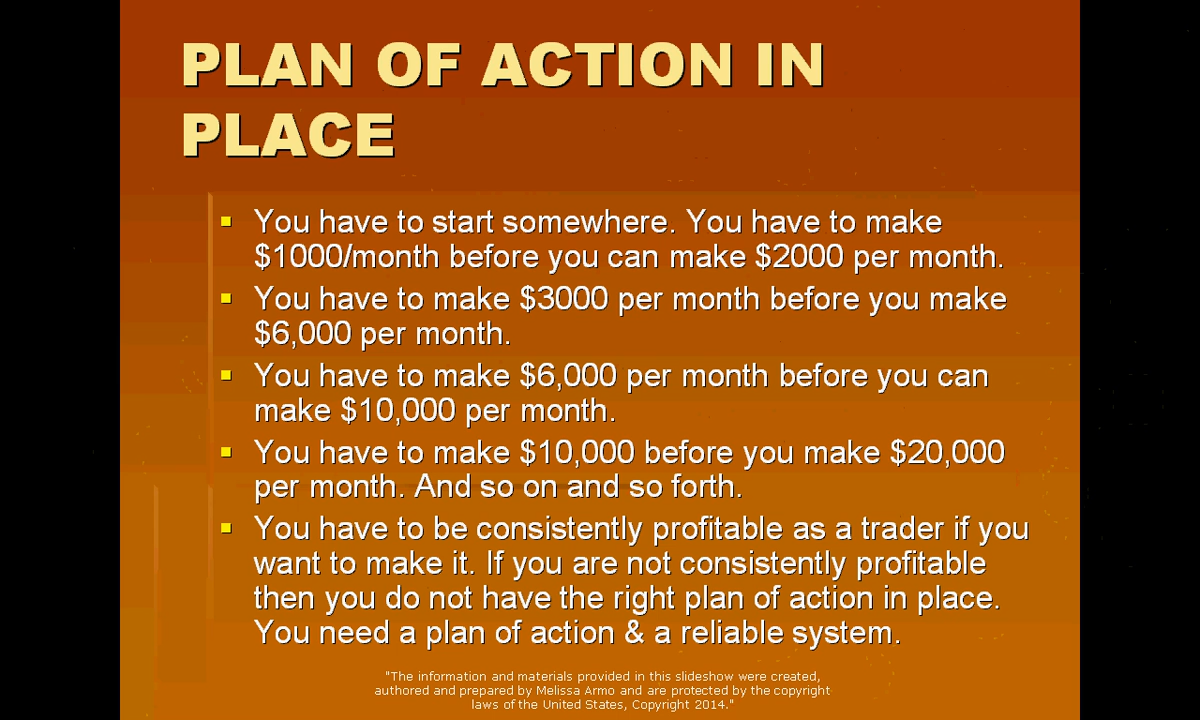 PLAN OF ACTION IN
PLACE
▪ You have to start somewhere. You have to make
$1000/month before you can make $2000 per month.
▪ You have to make $3000 per month before you make
$6,000 per month.
▪ You have to make $6,000 per month before you can
make $10,000 per month.
▪ You have to make $10,000 before you make $20,000
per month. And so on and so forth.
▪ You have to be consistently profitable as a trader if you
want to make it. If you are not consistently profitable
then you do not have the right plan of action in place.
You need a plan of action & a reliable system.
"The information and materials provided in this slideshow were created,
authored and prepared by Melissa Armo and are protected by the copyright
laws of the United States, Copyright 2014."